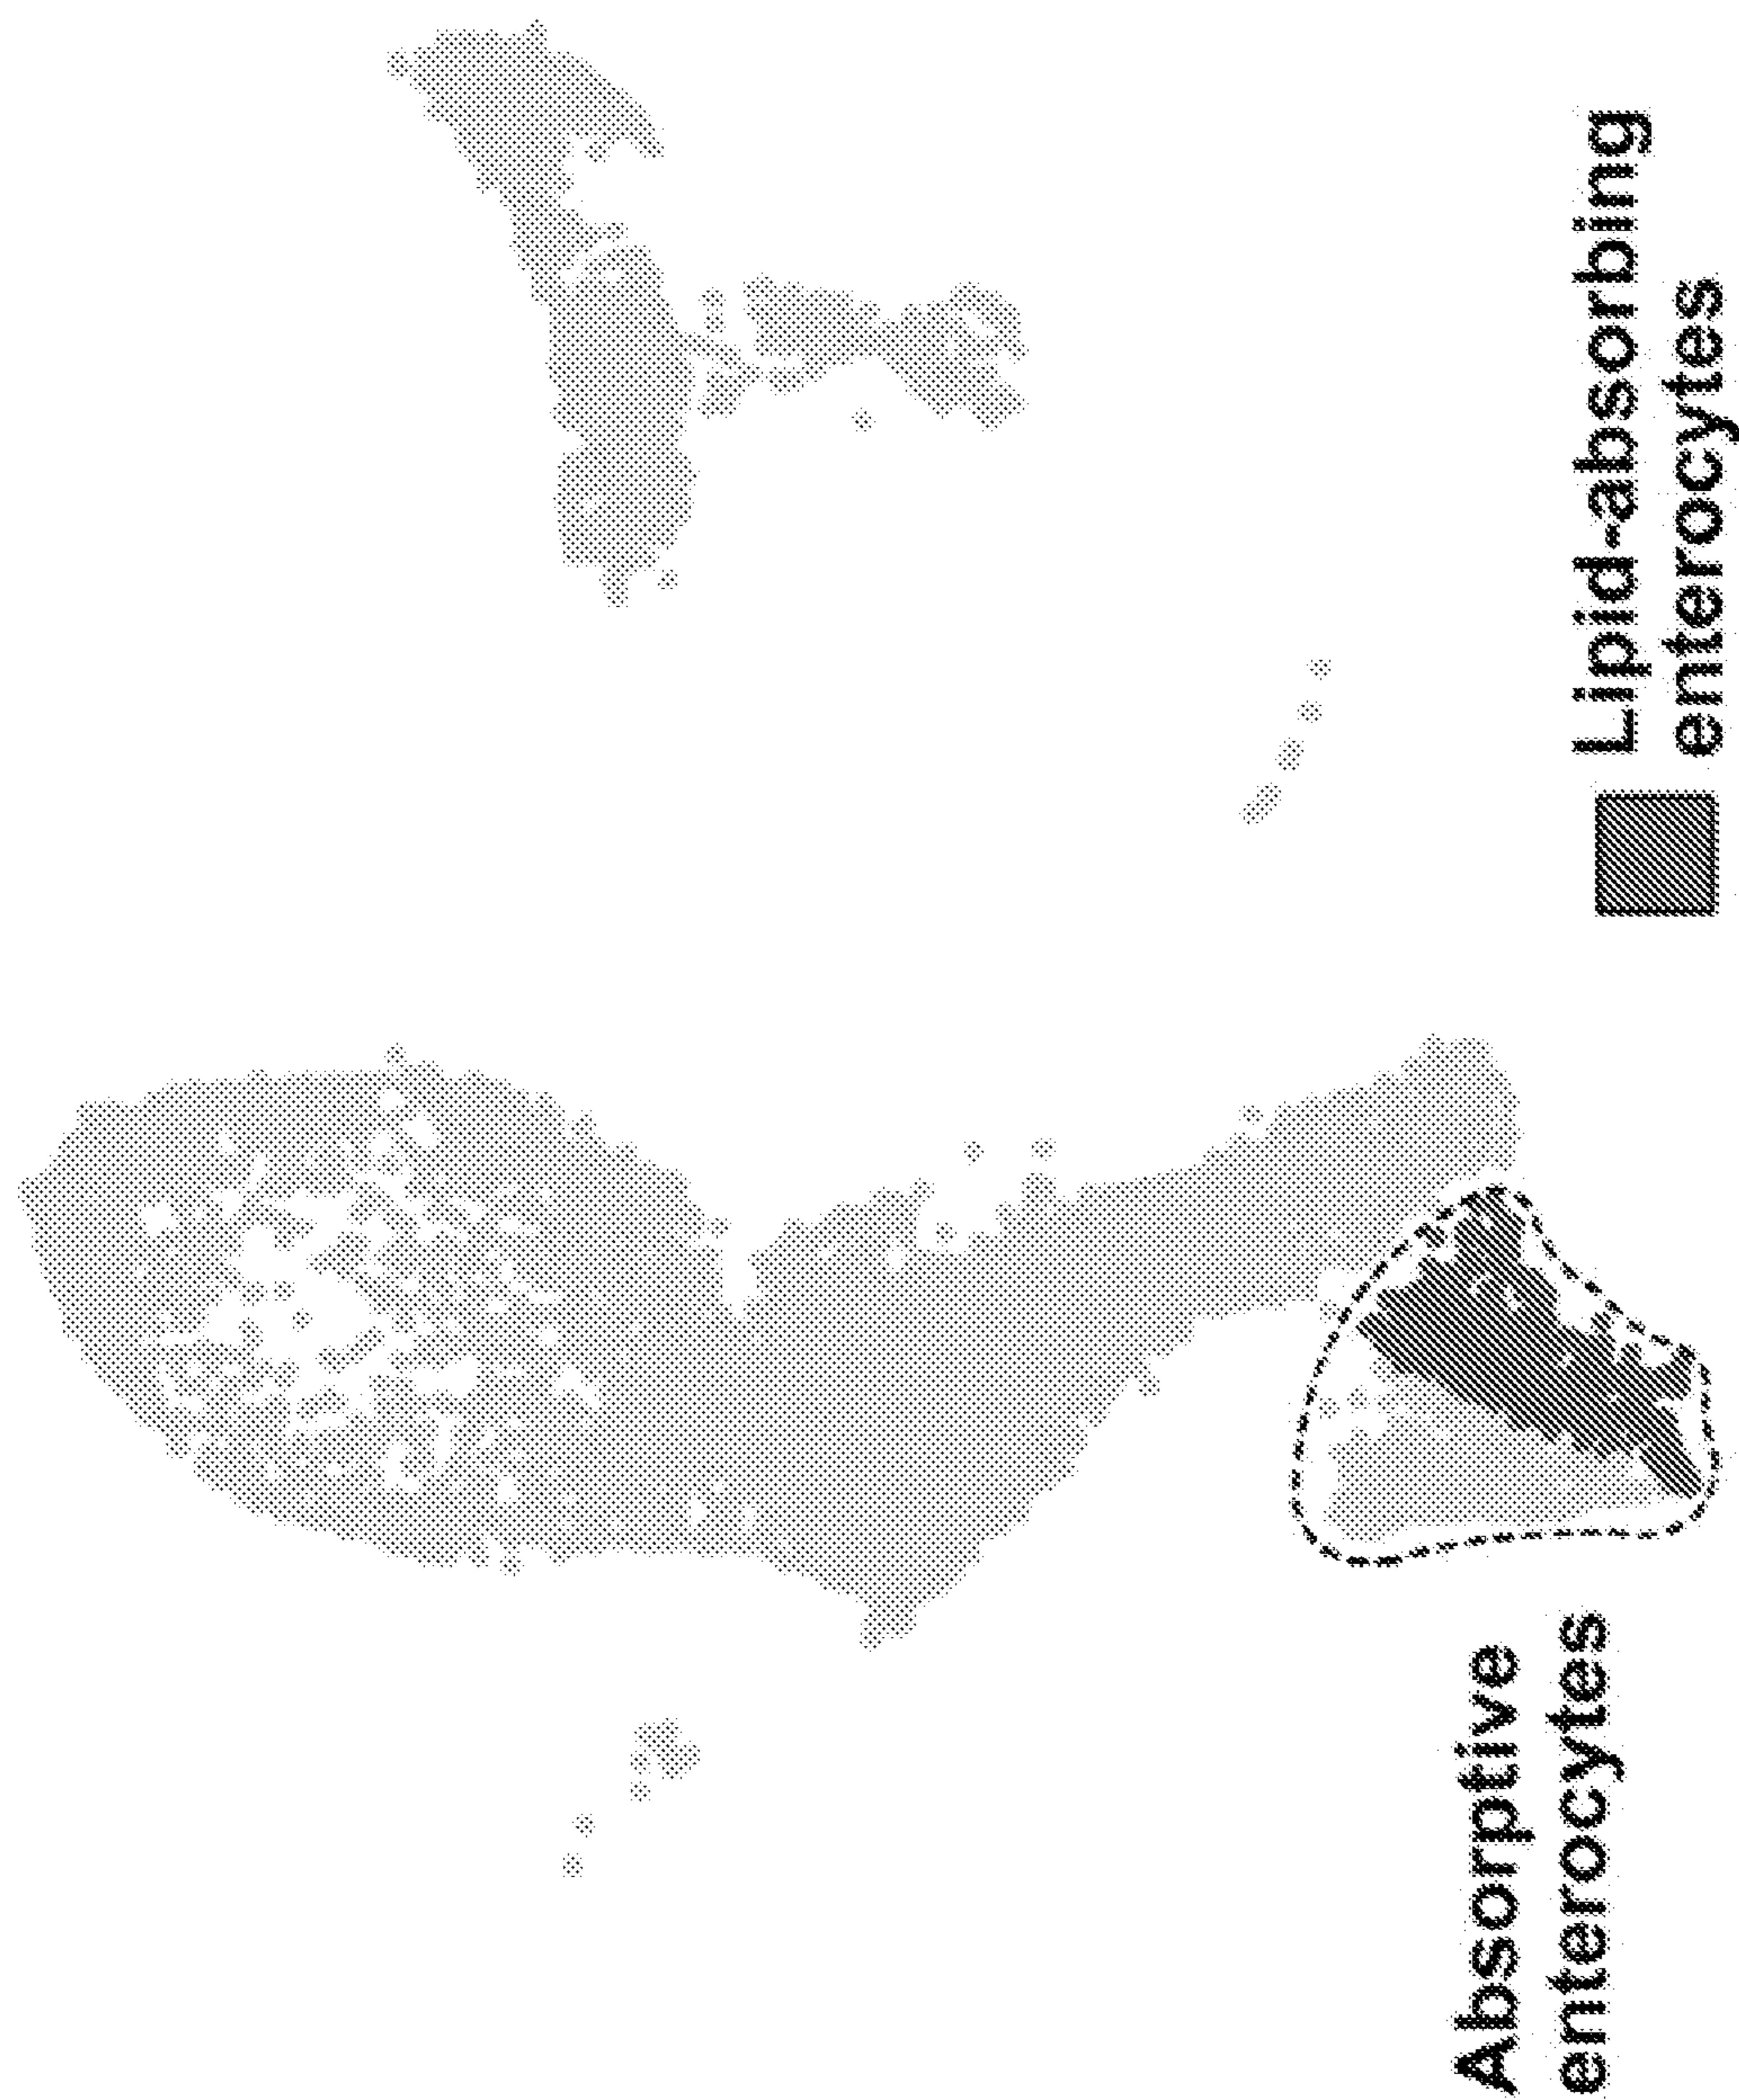 Absorptive
enterocytes
Lipid-absorbing
enterocytes